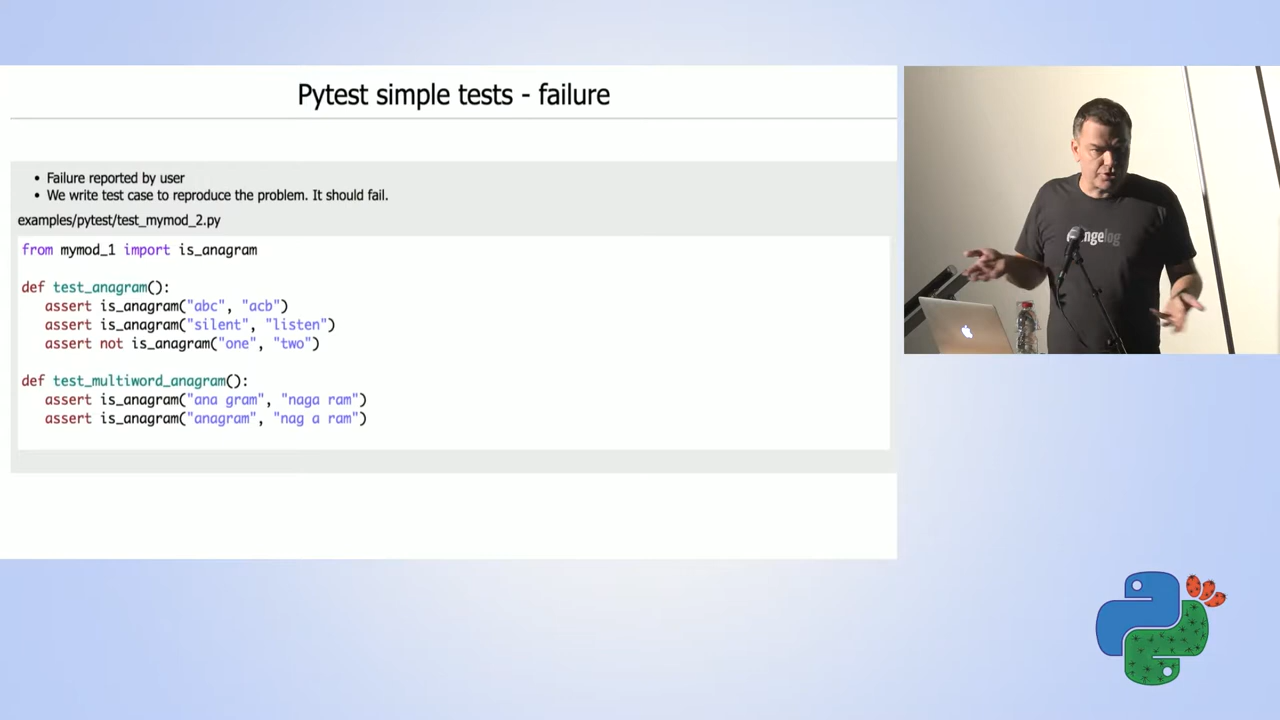 Pytest simple tests - failure
• Failure reported by user
• We write test case to reproduce the problem. It should fail.
examples/pytest/test_mymod_2.py
from mymod_1 import is_anagram
def test_anagram():
assert is_anagram("abc", "acb")
assert is_anagram("silent", "listen")
assert not is_anagram("one", "two")
def test_multiword_anagram():
assert is_anagram("ana gram", "naga ram")
assert is_anagram("anagram", "nag a ram")